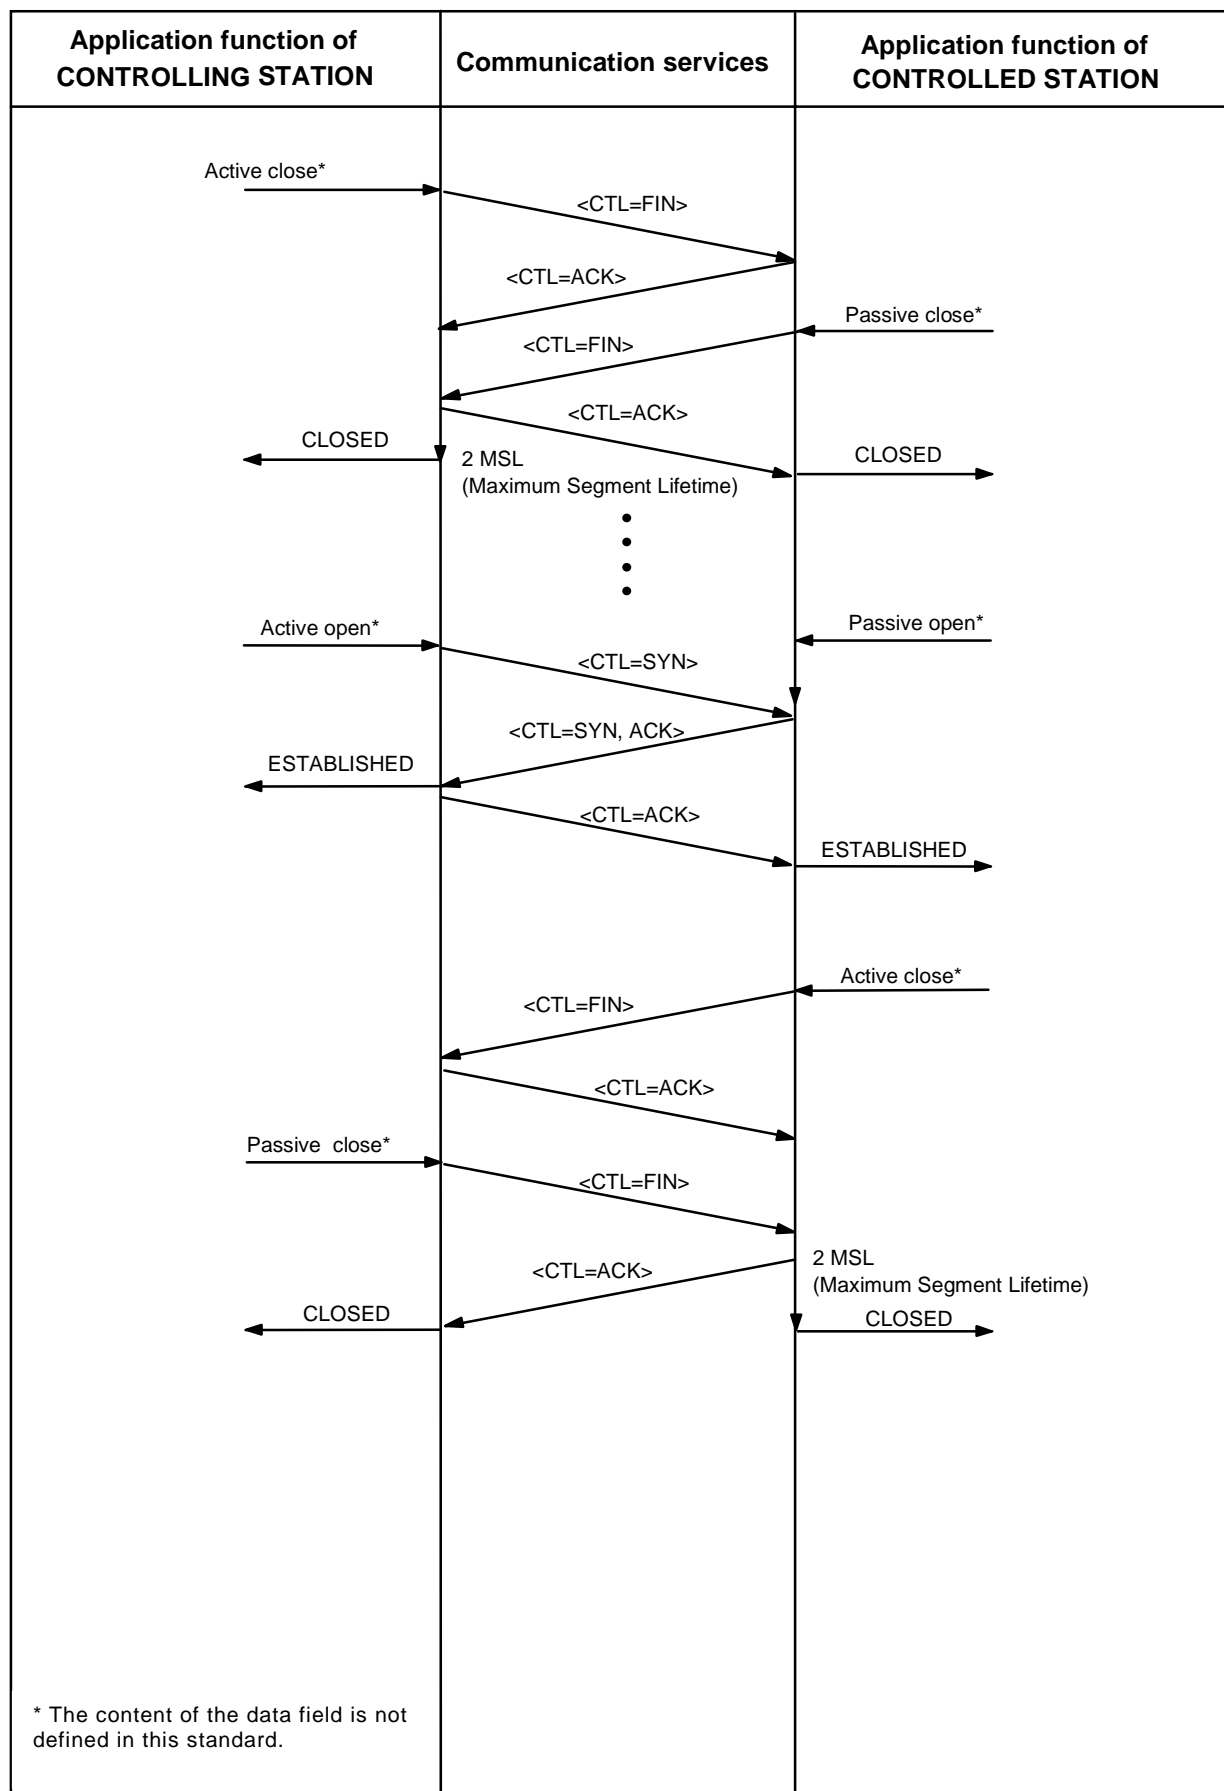 Application function of
CONTROLLING STATION
Communication services
Application function of
CONTROLLED STATION
Active close*
<CTL=FIN>
<CTL=ACK>
Passive close*
<CTL=FIN>
<CTL=ACK>
CLOSED
2 MSL
(Maximum Segment Lifetime)
CLOSED
Active open*
Passive open*
<CTL=SYN>
<CTL=SYN, ACK>
ESTABLISHED
<CTL=ACK>
ESTABLISHED
Active close*
<CTL=FIN>
<CTL=ACK>
Passive close*
<CTL=FIN>
<CTL=ACK>
2 MSL
(Maximum Segment Lifetime)
CLOSED
CLOSED
* The content of the data field is not
defined in this standard.